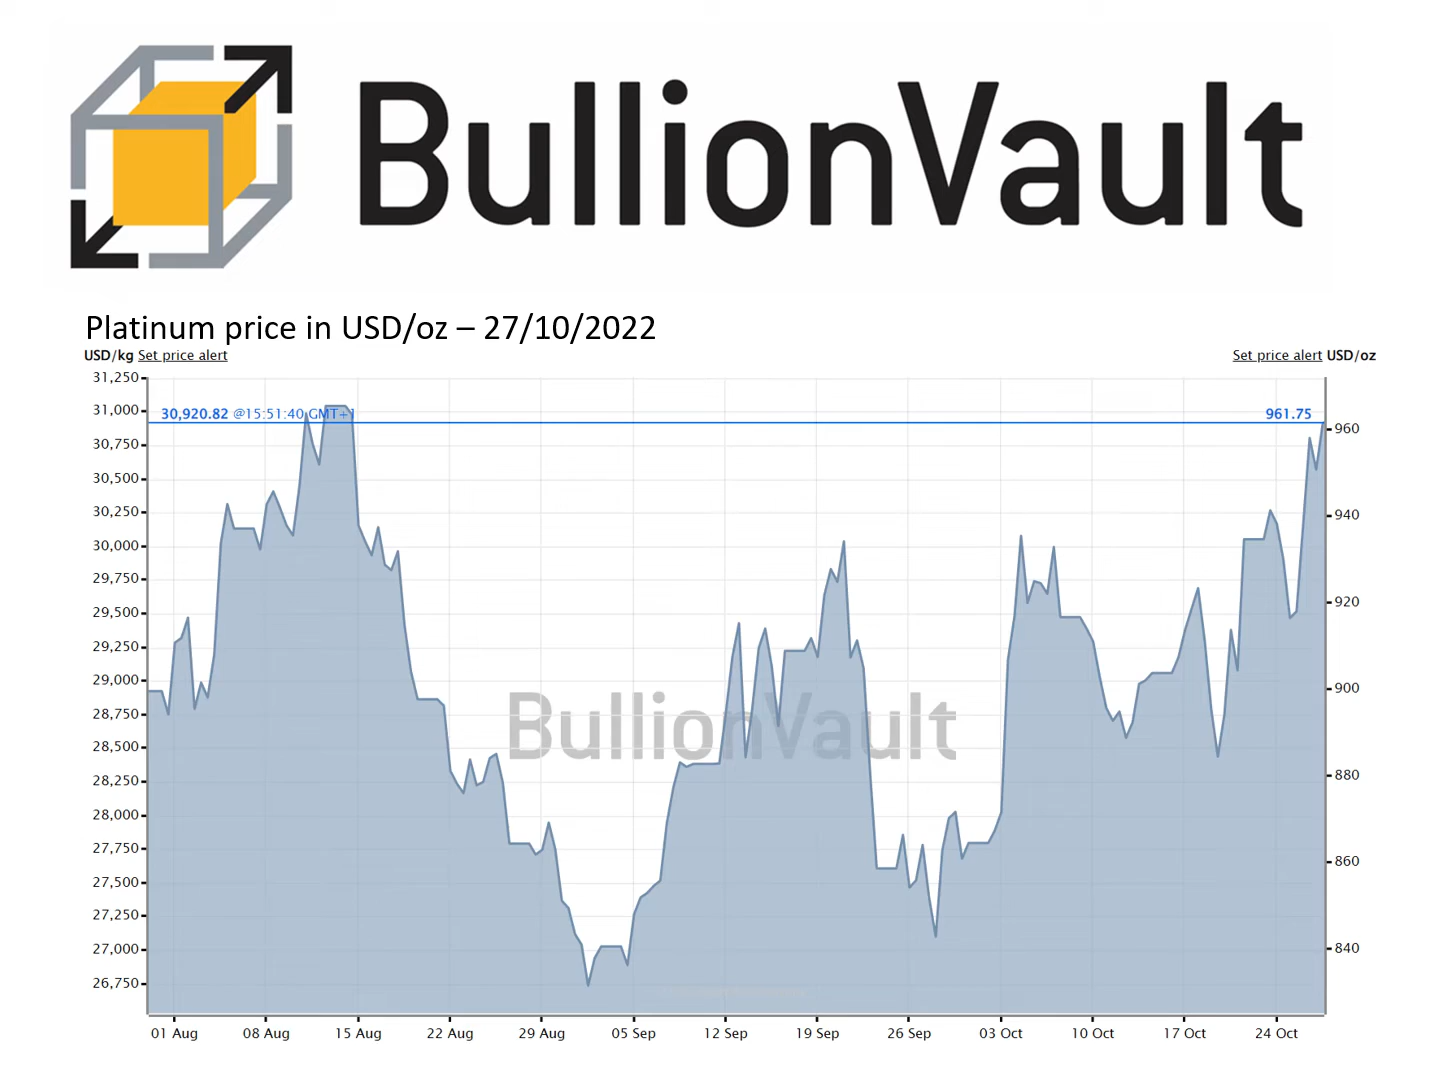 BullionVault
Platinum price in USD/oz – 27/10/2022
USD/kg Set price alert
Set price alert USD/oz
31,250
31,000
30,750
30,500
30,250
30,000
29,750
29,500
29,250
29,000
28,750
28,500
28,250
28,000
27,750
27,500
27,250
27,000
26,750
30,920.82 @15:51:40 GMT+1
961.75
960
940
920
900
880
860
840
BullionVault
01 Aug
08 Aug
15 Aug
22 Aug
29 Aug
05 Sep
12 Sep
19 Sep
26 Sep
03 Oct
10 Oct
17 Oct
24 Oct